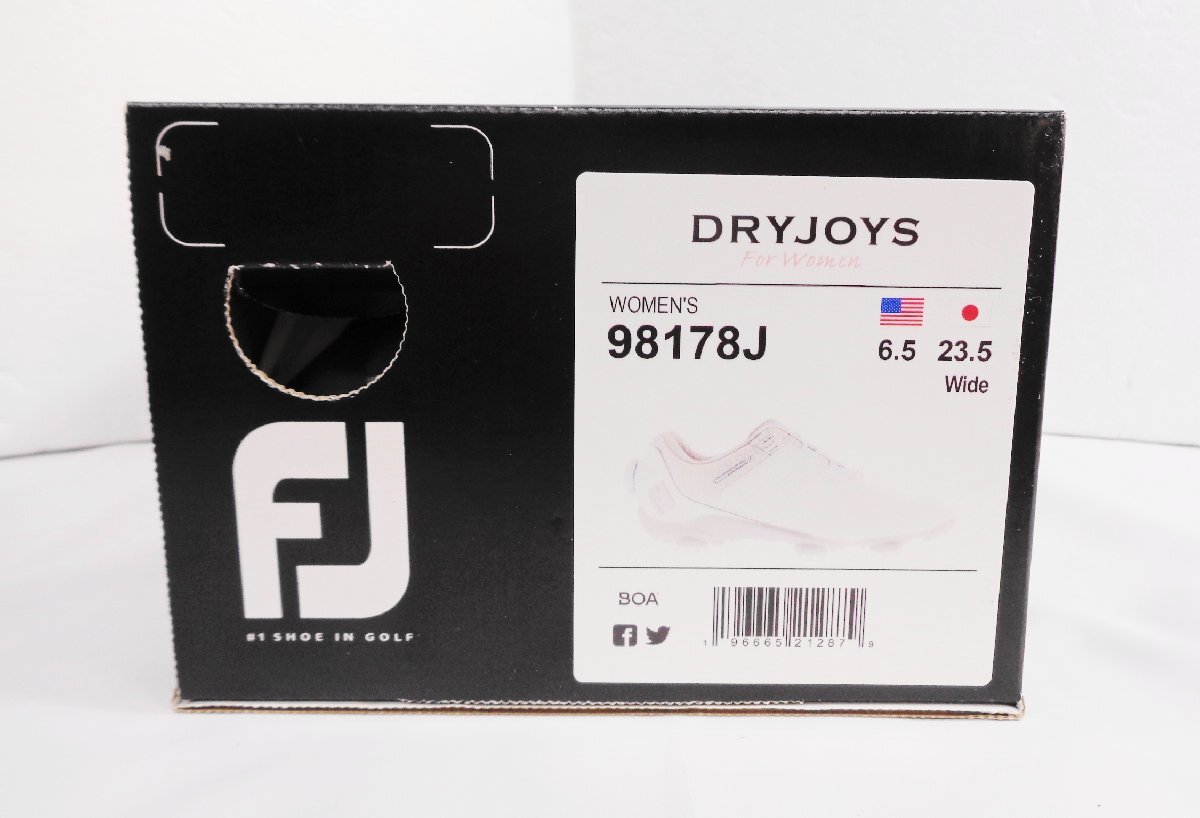 FJ
#1 SHOE IN GOLF
DRYJOYS
For Women
WOMEN'S
98178J
6.5 23.5
Wide
BOA
1 96665 21287 9